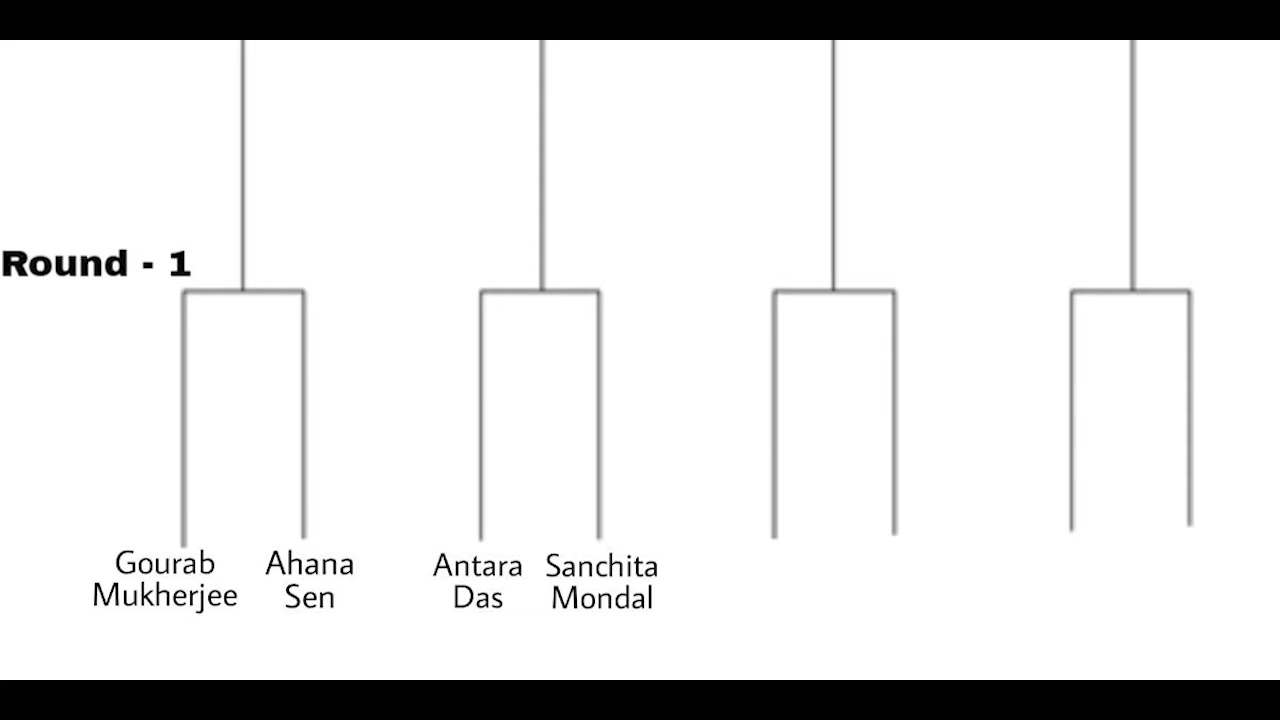 Round - 1
Gourab Mukherjee
Ahana Sen
Antara Das
Sanchita Mondal